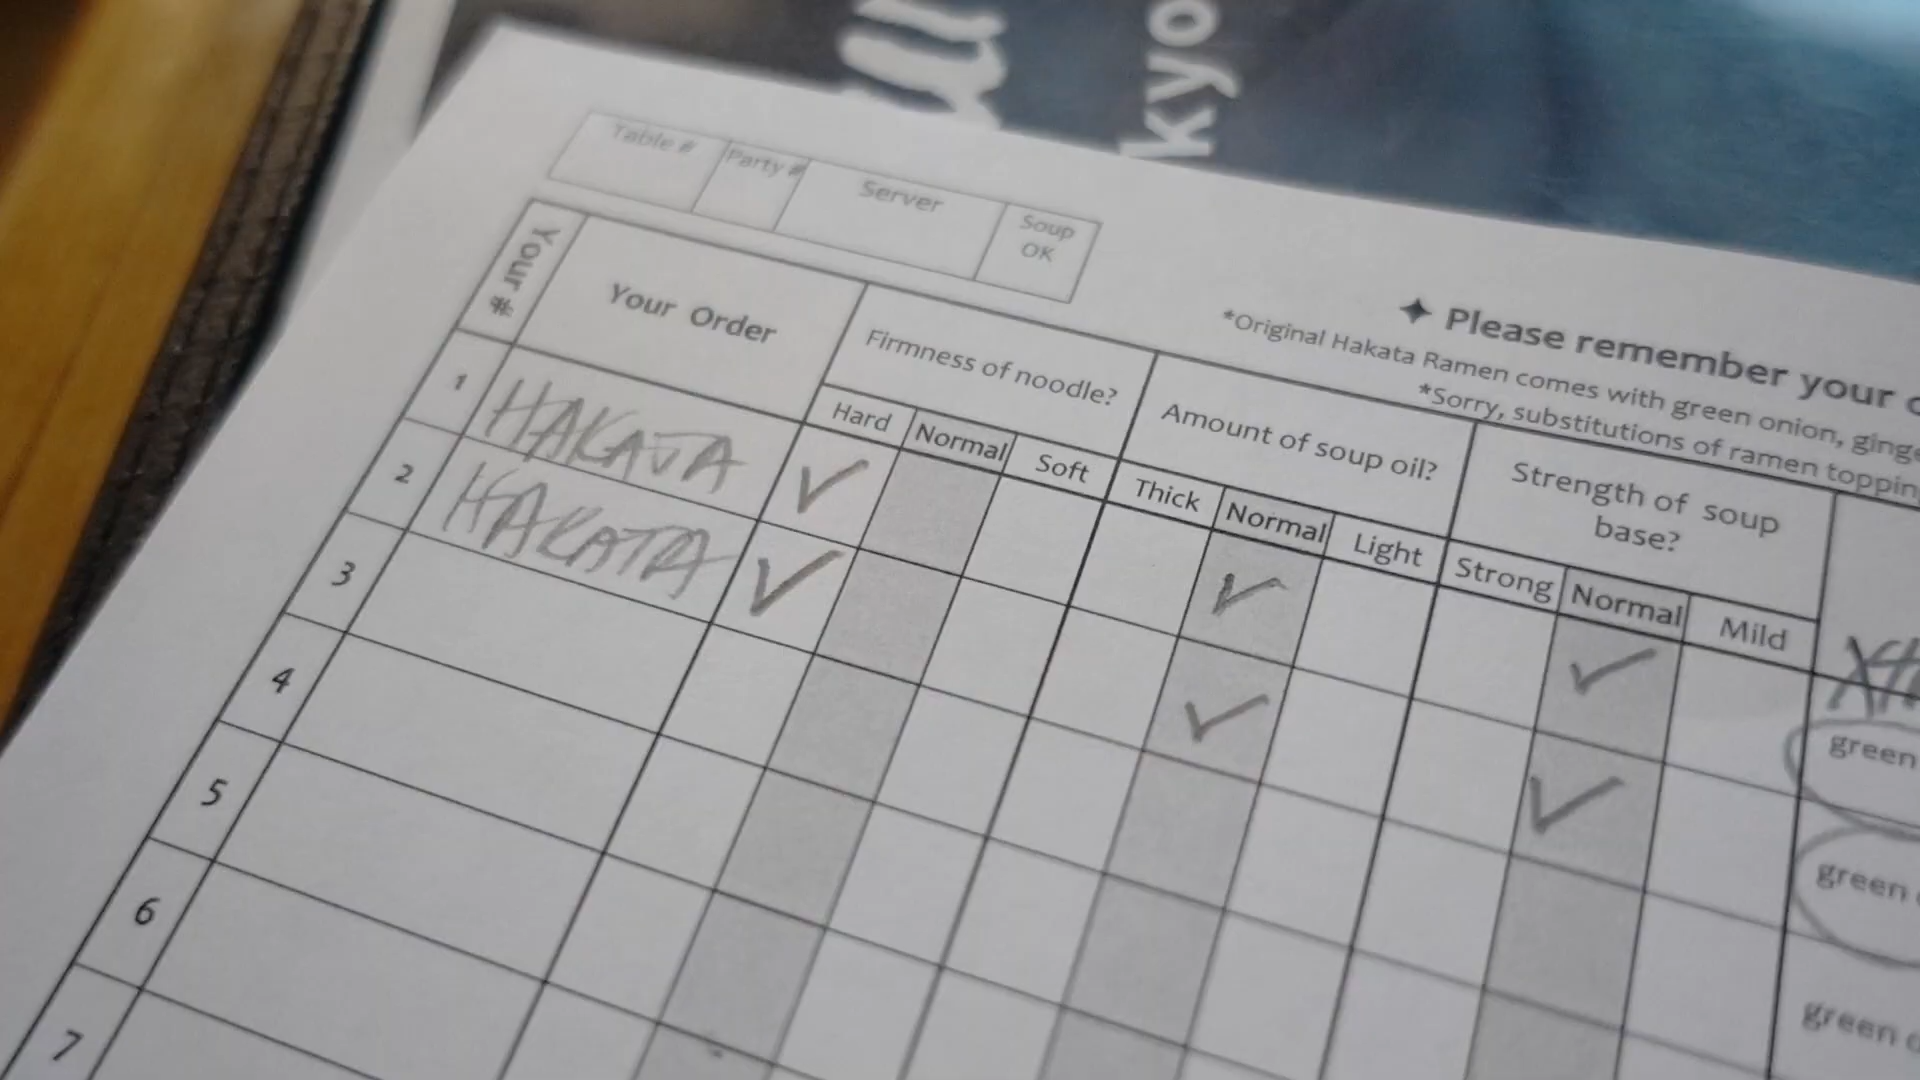 kyo
Table # Party # Server Soup OK
✦ Please remember your
*Original Hakata Ramen comes with green onion,
*Sorry, substitutions of ramen
Your # Your Order Firmness of noodle? Amount of soup oil? Strength of soup base?
Hard Normal Soft Thick Normal Light Strong Normal Mild
1 HAKATA ✓ ✓ ✓
2 HAKATA ✓ ✓ ✓
green
3
green
4
green
5
6
7